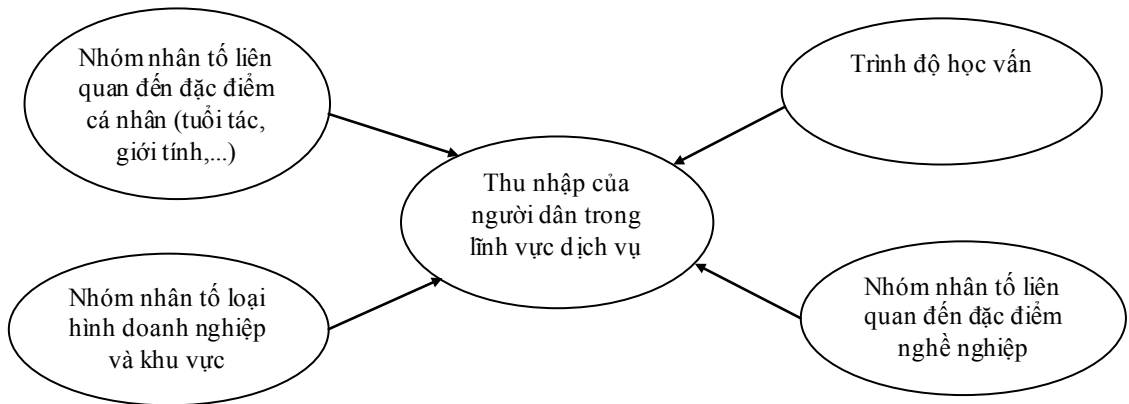 Nhóm nhân tố liên
quan đến đặc điểm
cá nhân (tuổi tác,
giới tính,...)
Trình độ học vấn
Thu nhập của
người dân trong
lĩnh vực dịch vụ
Nhóm nhân tố loại
hình doanh nghiệp
và khu vực
Nhóm nhân tố liên
quan đến đặc điểm
nghề nghiệp